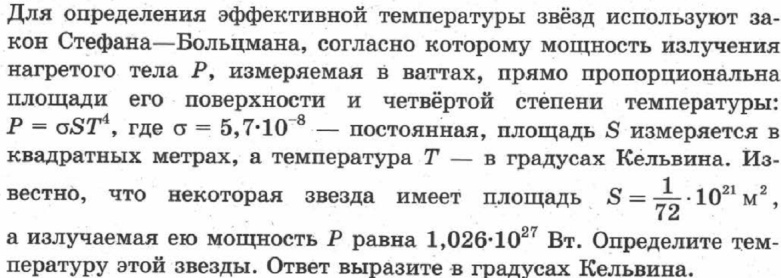 Для определения эффективной температуры звёзд используют за-
кон Стефана—Больцмана, согласно которому мощность излучения
нагретого тела P, измеряемая в ваттах, прямо пропорциональна
площади его поверхности и четвёртой степени температуры:
P = σST⁴, где σ = 5,7·10⁻⁸ — постоянная, площадь S измеряется в
квадратных метрах, а температура T — в градусах Кельвина. Из-
вестно, что некоторая звезда имеет площадь S = 1/72 · 10²¹ м²,
а излучаемая ею мощность P равна 1,026·10²⁷ Вт. Определите тем-
пературу этой звезды. Ответ выразите в градусах Кельвина.